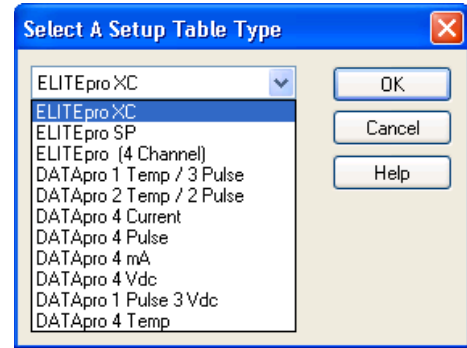 Select A Setup Table Type
ELITEpro XC
OK
ELITEpro XC
ELITEpro SP
Cancel
ELITEpro (4 Channel)
DATApro 1 Temp / 3 Pulse
Help
DATApro 2 Temp / 2 Pulse
DATApro 4 Current
DATApro 4 Pulse
DATApro 4 mA
DATApro 4 Vdc
DATApro 1 Pulse 3 Vdc
DATApro 4 Temp